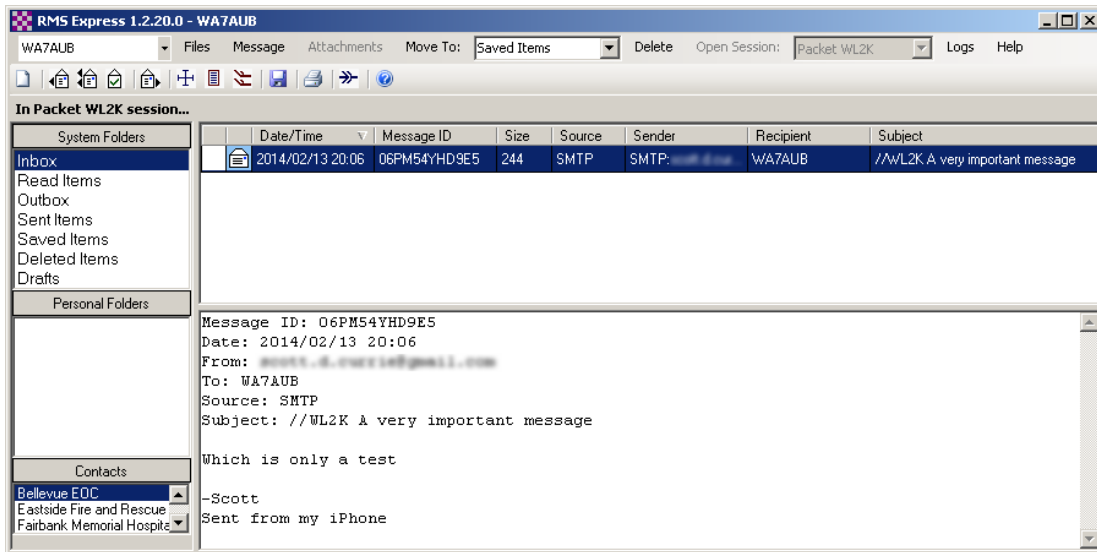 RMS Express 1.2.20.0 - WA7AUB
WA7AUB Files Message Attachments Move To: Saved Items Delete Open Session: Packet WL2K Logs Help
In Packet WL2K session...
System Folders
Inbox
Read Items
Outbox
Sent Items
Saved Items
Deleted Items
Drafts
Personal Folders
Contacts
Bellevue EOC
Eastside Fire and Rescue
Fairbank Memorial Hospita
Date/Time Message ID Size Source Sender Recipient Subject
2014/02/13 20:06 O6PM54YHD9E5 244 SMTP SMTP: WA7AUB //WL2K A very important message
Message ID: O6PM54YHD9E5
Date: 2014/02/13 20:06
From:
To: WA7AUB
Source: SMTP
Subject: //WL2K A very important message
Which is only a test
-Scott
Sent from my iPhone